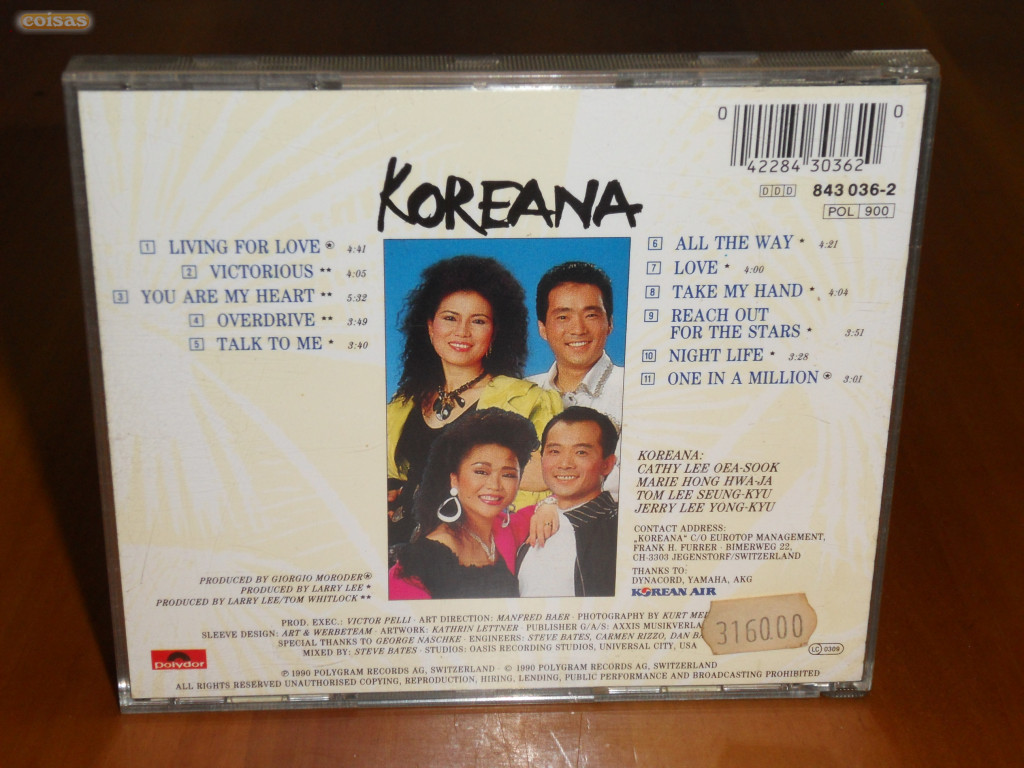 coisas
0 42284 30362 0
DDD 843 036-2
POL 900
KOREANA
1 LIVING FOR LOVE ⍟ 4:41
2 VICTORIOUS ** 4:05
3 YOU ARE MY HEART ** 5:32
4 OVERDRIVE ** 3:49
5 TALK TO ME * 3:40
6 ALL THE WAY * 4:21
7 LOVE * 4:00
8 TAKE MY HAND * 4:04
9 REACH OUT
FOR THE STARS * 3:51
10 NIGHT LIFE * 3:28
11 ONE IN A MILLION ⍟ 3:01
KOREANA:
CATHY LEE OEA-SOOK
MARIE HONG HWA-JA
TOM LEE SEUNG-KYU
JERRY LEE YONG-KYU
CONTACT ADDRESS:
„KOREANA“ C/O EUROTOP MANAGEMENT,
FRANK H. FURRER · BIMERWEG 22,
CH-3303 JEGENSTORF/SWITZERLAND
THANKS TO:
DYNACORD, YAMAHA, AKG
KOREAN AIR
PRODUCED BY GIORGIO MORODER ⍟
PRODUCED BY LARRY LEE *
PRODUCED BY LARRY LEE/TOM WHITLOCK **
PROD. EXEC.: VICTOR PELLI · ART DIRECTION: MANFRED BAER · PHOTOGRAPHY BY KURT
SLEEVE DESIGN: ART & WERBETEAM · ARTWORK: KATHRIN LETTNER · PUBLISHER G/A/S: AXXIS
SPECIAL THANKS TO GEORGE NASCHKE · ENGINEERS: STEVE BATES, CARMEN RIZZO, DAN
MIXED BY: STEVE BATES · STUDIOS: OASIS RECORDING STUDIOS, UNIVERSAL CITY, USA
316000
LC 0309
polydor
℗ 1990 POLYGRAM RECORDS AG, SWITZERLAND · © 1990 POLYGRAM RECORDS AG, SWITZERLAND
ALL RIGHTS RESERVED UNAUTHORISED COPYING, REPRODUCTION, HIRING, LENDING, PUBLIC PERFORMANCE AND BROADCASTING PROHIBITED